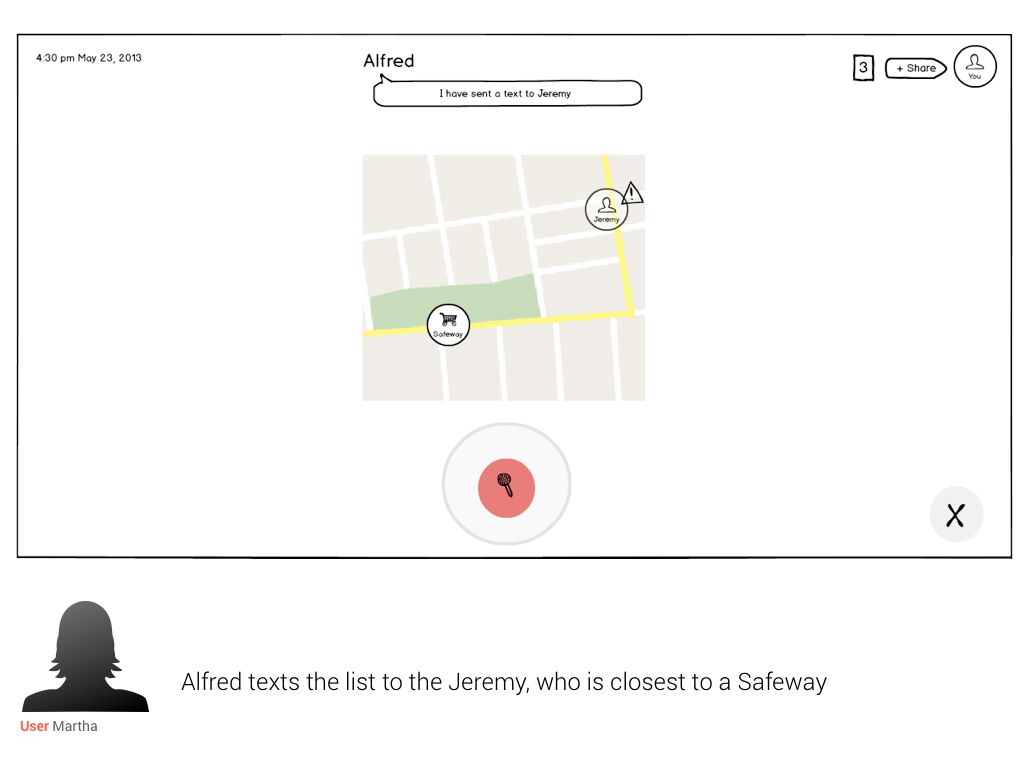 4:30 pm May 23, 2013
Alfred
3
+ Share
You
I have sent a text to Jeremy
Jeremy
Safeway
X
Alfred texts the list to the Jeremy, who is closest to a Safeway
User Martha